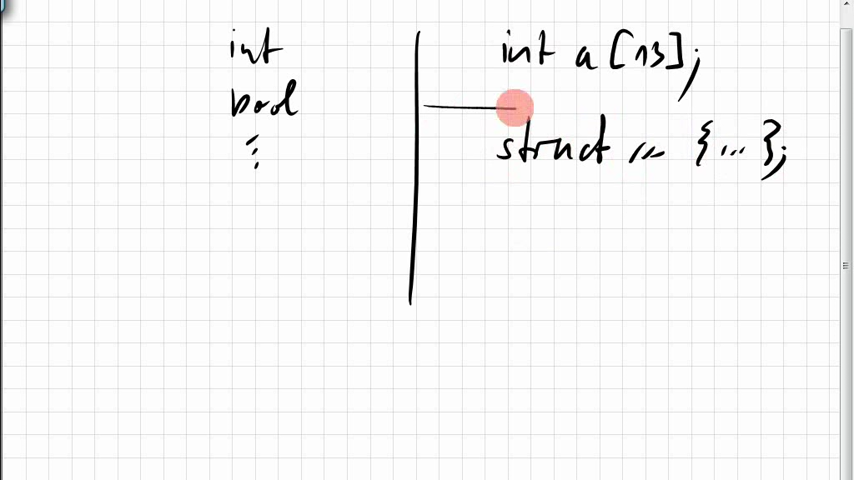 int
bool
⋮
int a[13];
struct … {…};